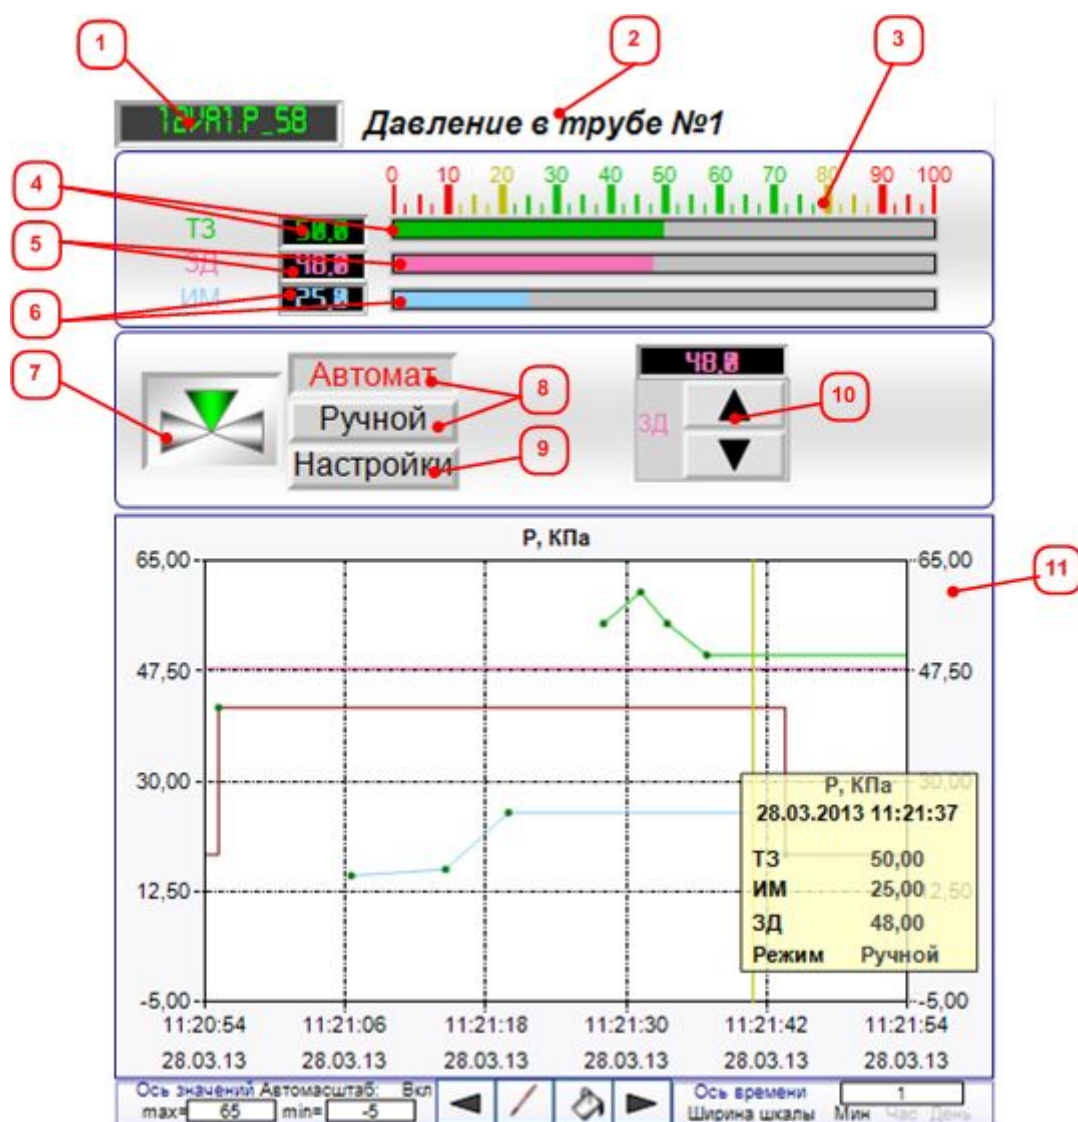 1
2
3
12VA1.P_S8
Давление в трубе №1
0 10 20 30 40 50 60 70 80 90 100
4
ТЗ 50,0
5
ЗД 48,0
6
ИМ 25,0
7
Автомат
8
Ручной
9
Настройки
48,0
ЗД
10
11
P, КПа
65,00 65,00
47,50 47,50
30,00 30,00
12,50 12,50
-5,00 -5,00
P, КПа
28.03.2013 11:21:37
ТЗ 50,00
ИМ 25,00
ЗД 48,00
Режим Ручной
11:20:54 11:21:06 11:21:18 11:21:30 11:21:42 11:21:54
28.03.13 28.03.13 28.03.13 28.03.13 28.03.13 28.03.13
Ось значений Автомасштаб: Вкл
max= 65 min= -5
Ось времени 1
Ширина шкалы Мин Час День